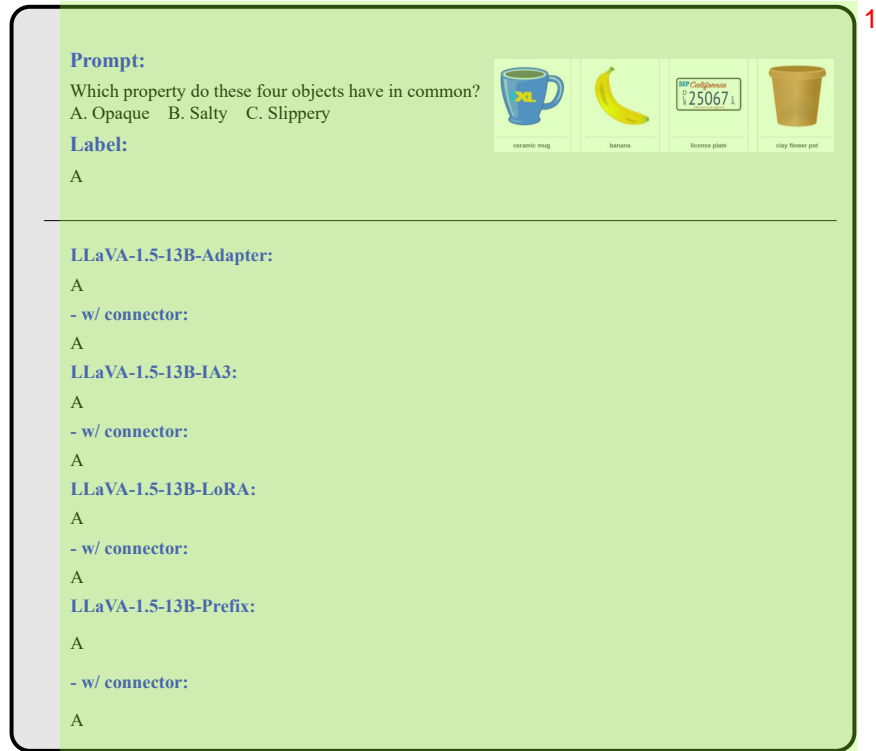 1
Prompt:
Which property do these four objects have in common?
A. Opaque B. Salty C. Slippery
Label:
A
XL
SEP California
25067
ceramic mug banana license plate clay flower pot
LLaVA-1.5-13B-Adapter:
A
- w/ connector:
A
LLaVA-1.5-13B-IA3:
A
- w/ connector:
A
LLaVA-1.5-13B-LoRA:
A
- w/ connector:
A
LLaVA-1.5-13B-Prefix:
A
- w/ connector:
A